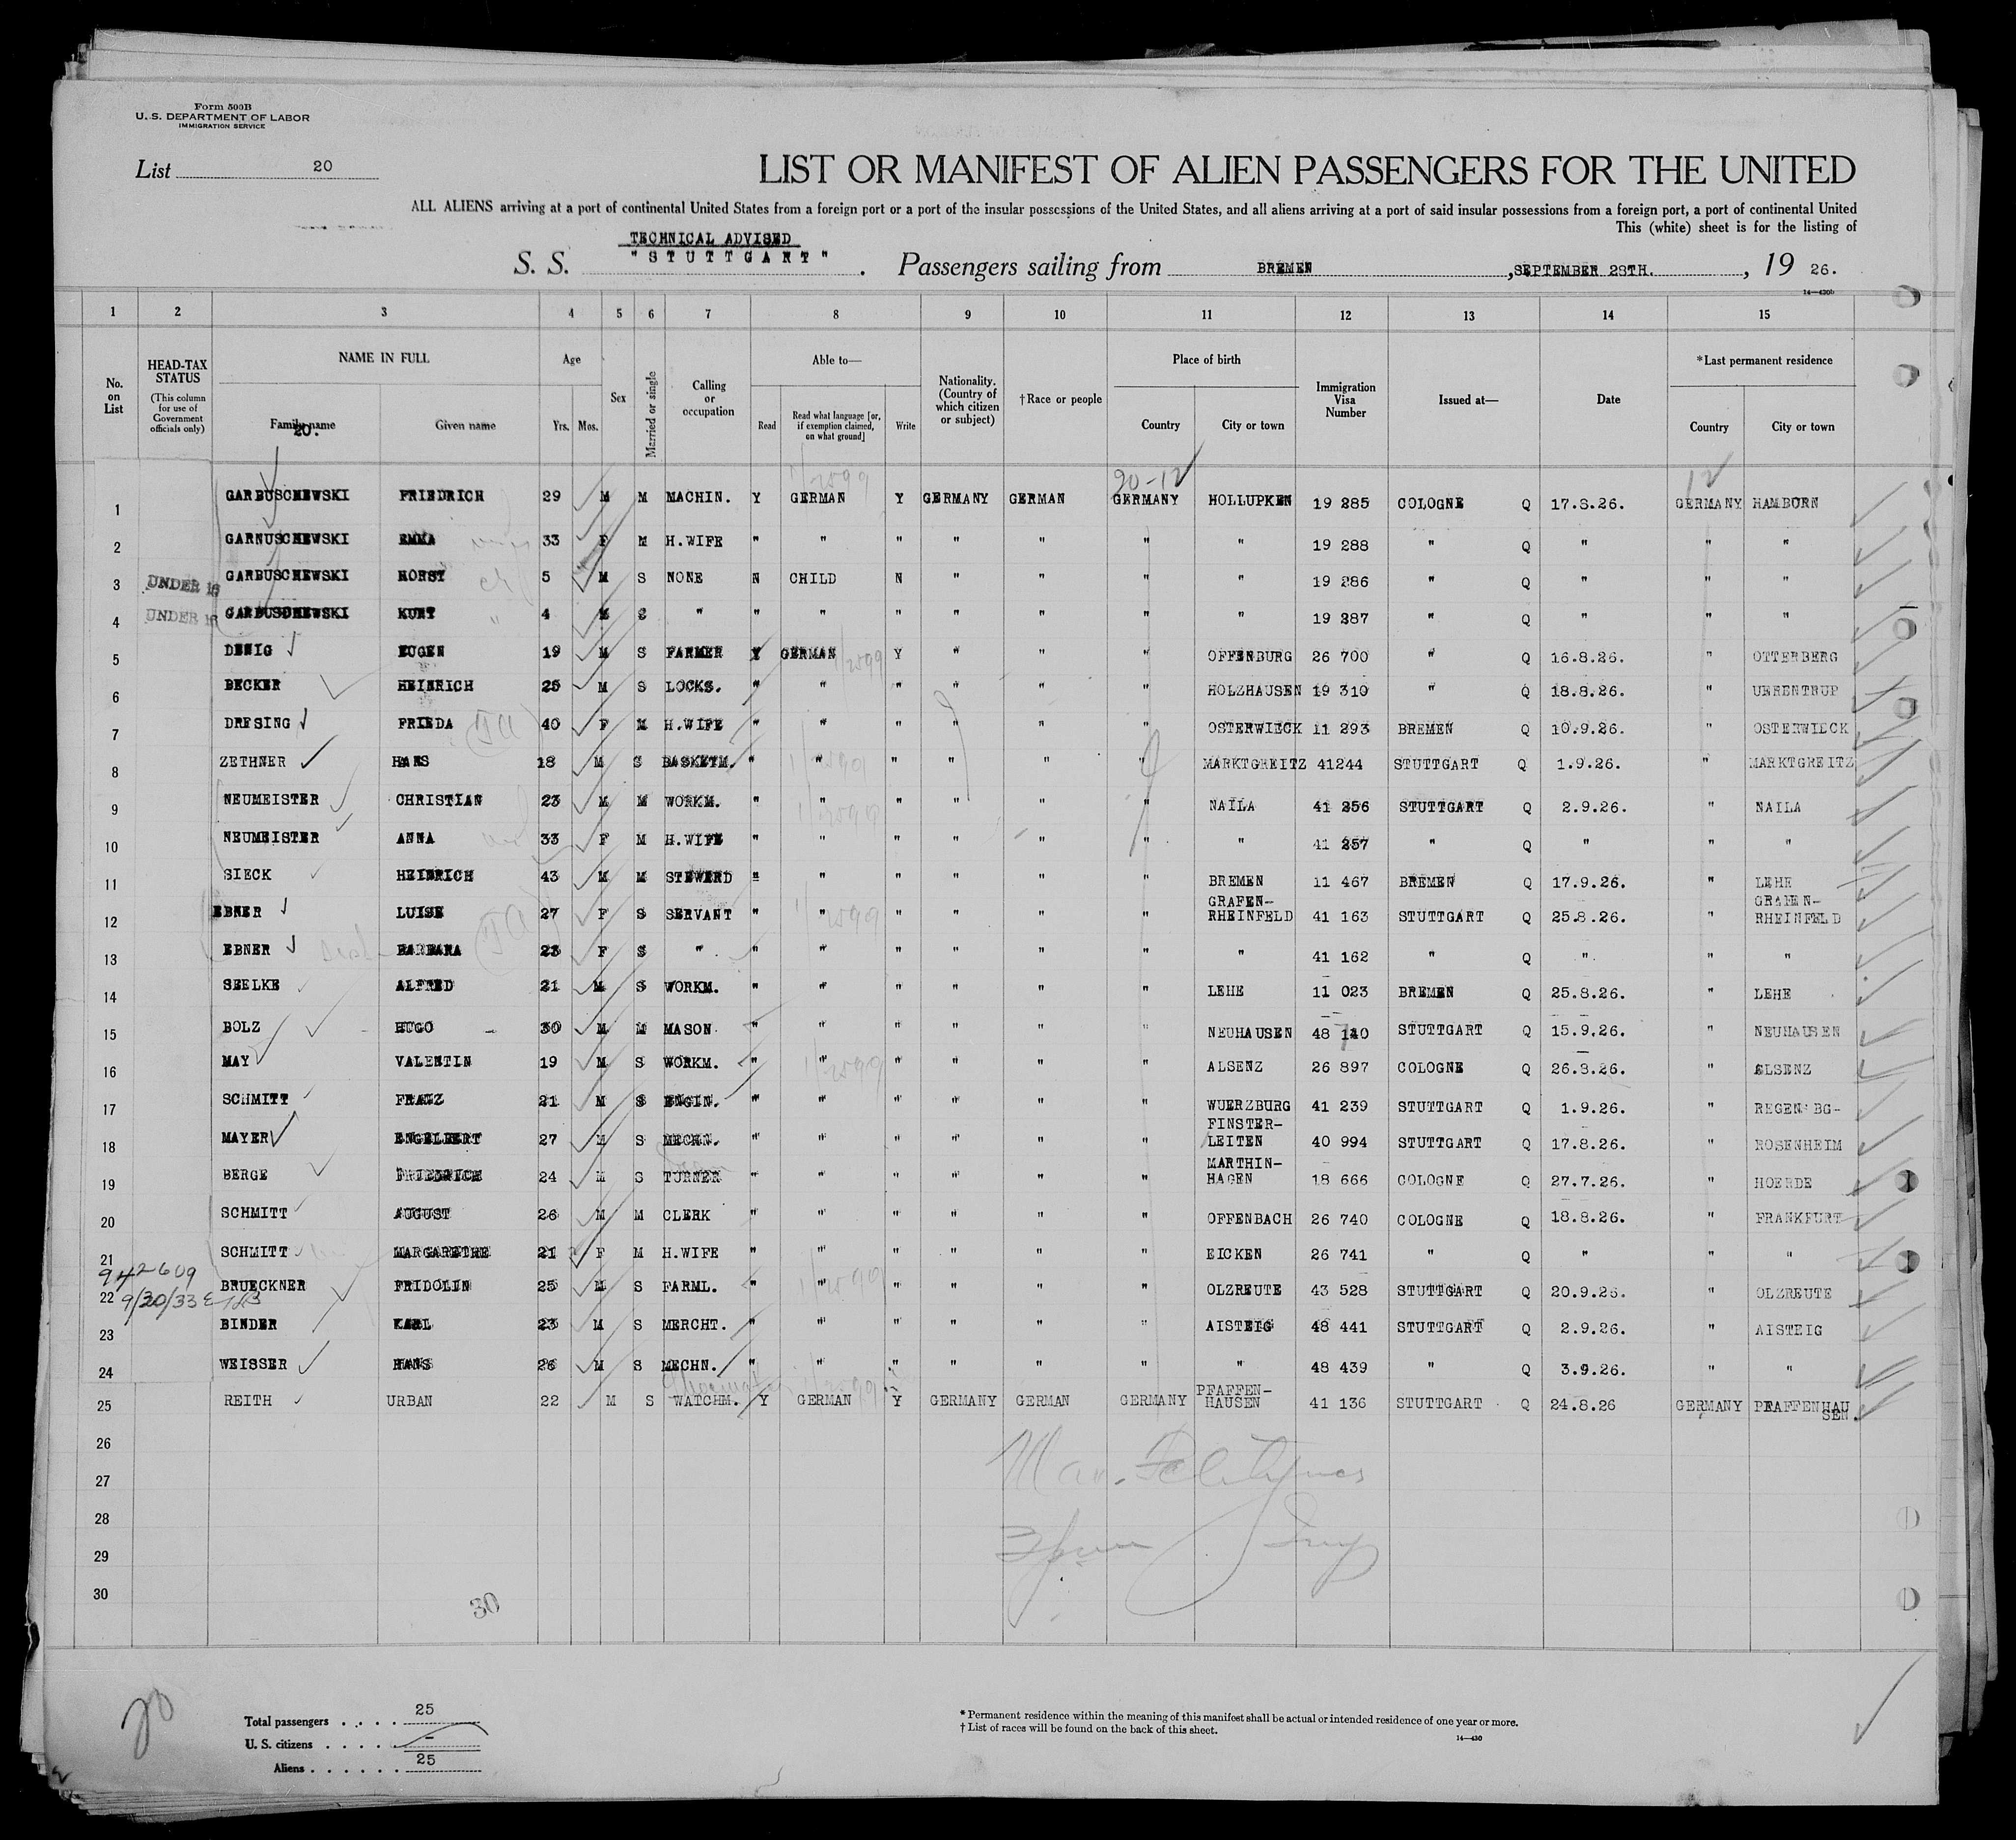 Form 500B
U. S. DEPARTMENT OF LABOR
IMMIGRATION SERVICE
List 20
LIST OR MANIFEST OF ALIEN PASSENGERS FOR THE UNITED
ALL ALIENS arriving at a port of continental United States from a foreign port or a port of the insular possessions of the United States, and all aliens arriving at a port of said insular possessions from a foreign port, a port of continental United
This (white) sheet is for the listing of
TECHNICAL ADVISED
S. S. "STUTTGART". Passengers sailing from BREMEN, SEPTEMBER 28TH., 19 26.
14—430b
1 2 3 4 5 6 7 8 9 10 11 12 13 14 15
No. on List
HEAD-TAX STATUS (This column for use of Government officials only)
NAME IN FULL
Family name
20.
Given name
Age
Yrs. Mos.
Sex
Married or single
Calling or occupation
Able to—
Read
Read what language [or, if exemption claimed, on what ground]
Write
Nationality. (Country of which citizen or subject)
†Race or people
Place of birth
Country City or town
Immigration Visa Number
Issued at—
Date
*Last permanent residence
Country City or town
20-12 12
1 GARBUSCHEWSKI FRIEDRICH 29 M M MACHIN. Y GERMAN Y GERMANY GERMAN GERMANY HOLLUPKEN 19 285 COLOGNE Q 17.8.26. GERMANY HAMBORN
2 GARNUSCHEWSKI EMMA 33 F M H.WIFE " " " " " " " 19 288 " Q " " "
3 UNDER 16 GARBUSCHEWSKI HORST 5 M S NONE N CHILD N " " " " 19 286 " Q " " "
4 UNDER 16 GARBUSCHEWSKI KURT 4 M S " " " " " " " " 19 287 " Q " " "
5 DENIG EUGEN 19 M S FARMER Y GERMAN Y " " " OFFENBURG 26 700 " Q 16.8.26. " OTTERBERG
6 BECKER HEINRICH 25 M S LOCKS. " " " " " " HOLZHAUSEN 19 310 " Q 18.8.26. " UERENTRUP
7 DRESING FRIEDA 40 F M H.WIFE " " " " " " OSTERWIECK 11 293 BREMEN Q 10.9.26. " OSTERWIECK
8 ZETHNER HANS 18 M S BASKETM. " " " " " " MARKTGREITZ 41244 STUTTGART Q 1.9.26. " MARKTGREITZ
9 NEUMEISTER CHRISTIAN 23 M M WORKM. " " " " " " NAILA 41 256 STUTTGART Q 2.9.26. " NAILA
10 NEUMEISTER ANNA 33 F M H.WIFE " " " " " " " 41 257 " Q " " "
11 SIECK HEINRICH 43 M M STEWERD " " " " " " BREMEN 11 467 BREMEN Q 17.9.26. " LEHE
12 EBNER LUISE 27 F S SERVANT " " " " " " GRAFEN-RHEINFELD 41 163 STUTTGART Q 25.8.26. " GRAFEN-RHEINFELD
13 EBNER BARBARA 23 F S " " " " " " " " 41 162 " Q " " "
14 SEELKE ALFRED 21 M S WORKM. " " " " " " LEHE 11 023 BREMEN Q 25.8.26. " LEHE
15 BOLZ HUGO 30 M M MASON " " " " " " NEUHAUSEN 48 140 STUTTGART Q 15.9.26. " NEUHAUSEN
16 MAY VALENTIN 19 M S WORKM. " " " " " " ALSENZ 26 897 COLOGNE Q 26.8.26. " ALSENZ
17 SCHMITT FRANZ 21 M S ENGIN. " " " " " " WUERZBURG 41 239 STUTTGART Q 1.9.26. " REGENSBG-
18 MAYER ENGELBERT 27 M S MECHN. " " " " " " FINSTER-LEITEN 40 994 STUTTGART Q 17.8.26. " ROSENHEIM
19 BERGE FRIEDRICH 24 M S TURNER " " " " " " MARTHIN-HAGEN 18 666 COLOGNE Q 27.7.26. " HOERDE
20 SCHMITT AUGUST 26 M M CLERK " " " " " " OFFENBACH 26 740 COLOGNE Q 18.8.26. " FRANKFURT
21 SCHMITT MARGARETHE 21 F M H.WIFE " " " " " " EICKEN 26 741 " Q " " "
942609
22 9/20/33 BRUECKNER FRIDOLIN 25 M S FARML. " " " " " " OLZREUTE 43 528 STUTTGART Q 20.9.26. " OLZREUTE
23 BINDER KARL 23 M S MERCHT. " " " " " " AISTEIG 48 441 STUTTGART Q 2.9.26. " AISTEIG
24 WEISSER HANS 26 M S MECHN. " " " " " " " 48 439 " Q 3.9.26. " "
25 REITH URBAN 22 M S WATCHM. Y GERMAN Y GERMANY GERMAN GERMANY PFAFFEN-HAUSEN 41 136 STUTTGART Q 24.8.26 GERMANY PFAFFENHAUSEN
26
27
28
29
30
30
20
Total passengers . . . . 25
U. S. citizens . . . . . -
Aliens . . . . . . 25
* Permanent residence within the meaning of this manifest shall be actual or intended residence of one year or more.
† List of races will be found on the back of this sheet.
14—430